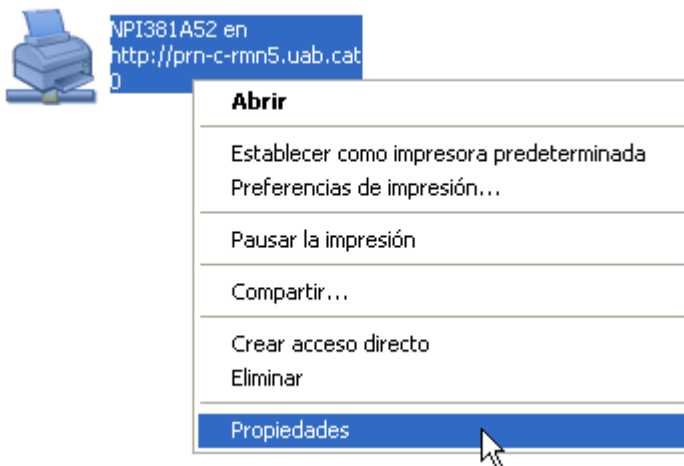 NPI381A52 en
http://prn-c-rmn5.uab.cat
0
Abrir
Establecer como impresora predeterminada
Preferencias de impresión...
Pausar la impresión
Compartir...
Crear acceso directo
Eliminar
Propiedades